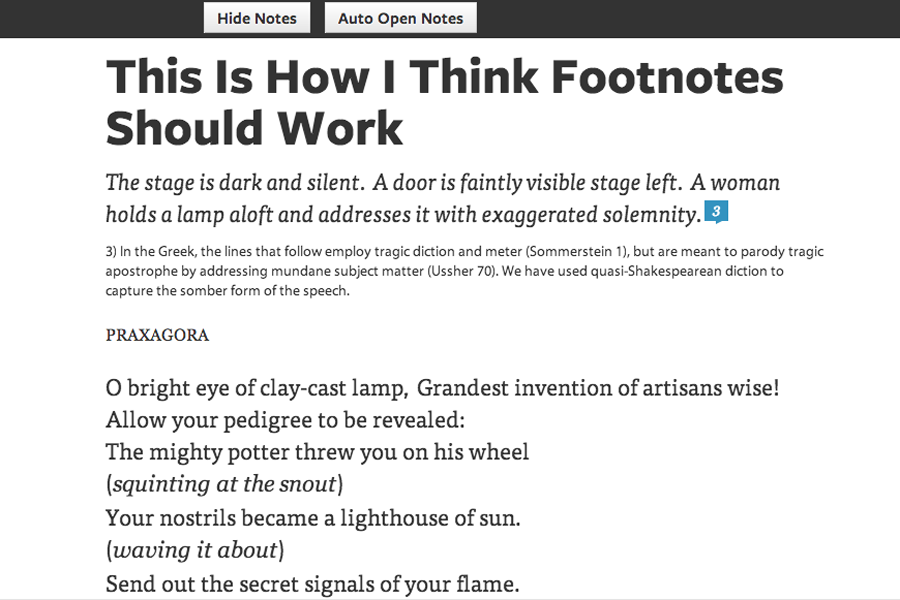 Hide Notes Auto Open Notes
This Is How I Think Footnotes
Should Work
The stage is dark and silent. A door is faintly visible stage left. A woman
holds a lamp aloft and addresses it with exaggerated solemnity. 3
3) In the Greek, the lines that follow employ tragic diction and meter (Sommerstein 1), but are meant to parody tragic
apostrophe by addressing mundane subject matter (Ussher 70). We have used quasi-Shakespearean diction to
capture the somber form of the speech.
PRAXAGORA
O bright eye of clay-cast lamp, Grandest invention of artisans wise!
Allow your pedigree to be revealed:
The mighty potter threw you on his wheel
(squinting at the snout)
Your nostrils became a lighthouse of sun.
(waving it about)
Send out the secret signals of your flame.